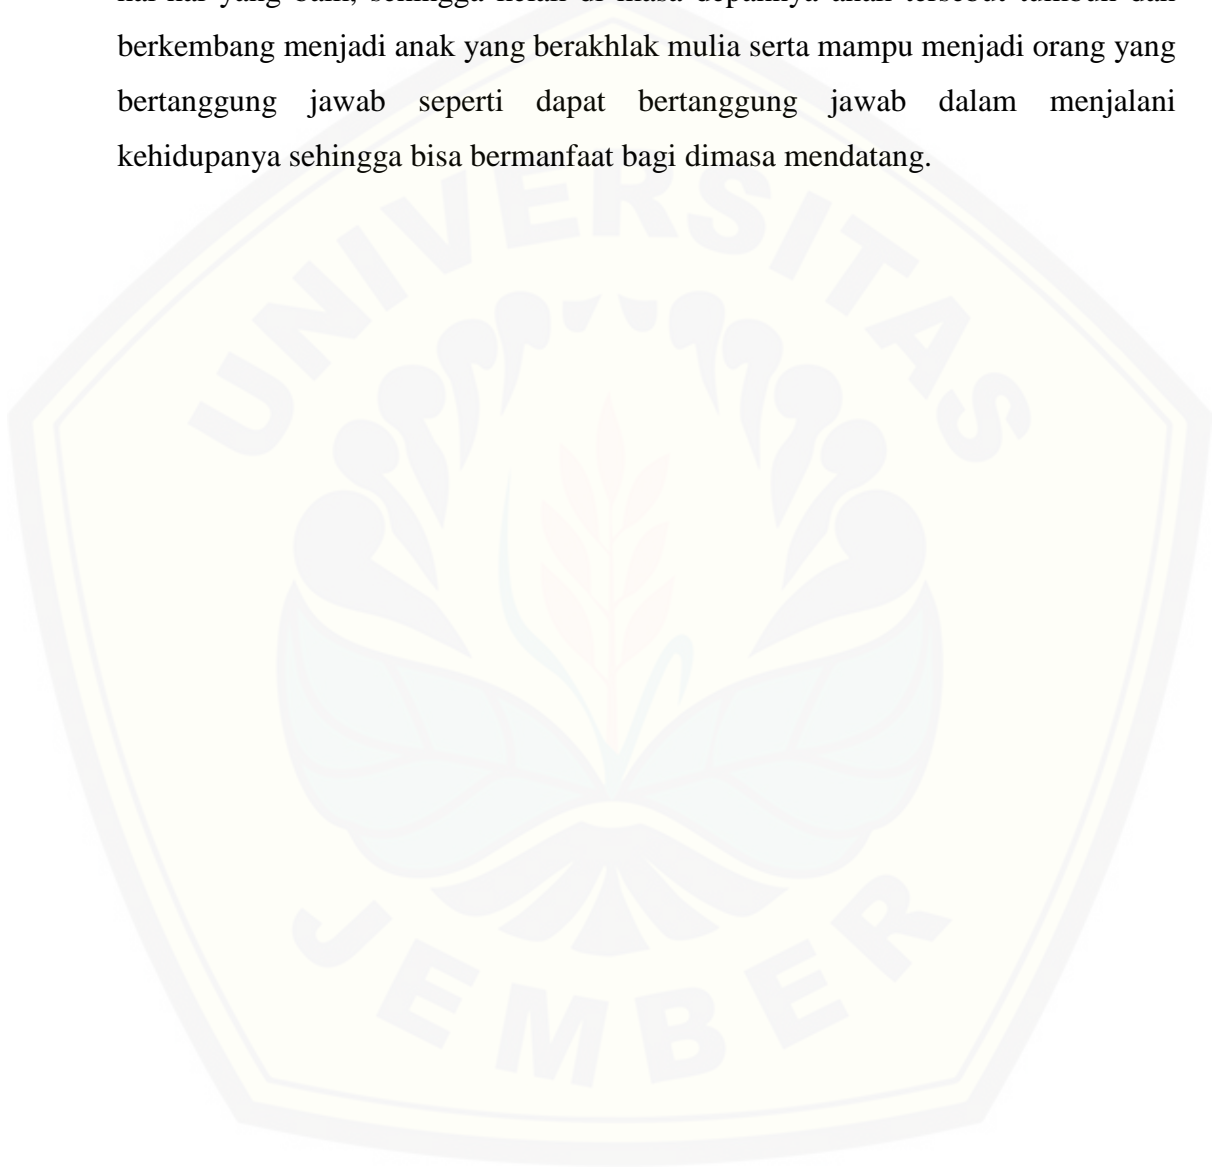 berkembang menjadi anak yang berakhlak mulia serta mampu menjadi orang yang
bertanggung jawab seperti dapat bertanggung jawab dalam menjalani
kehidupanya sehingga bisa bermanfaat bagi dimasa mendatang.
UNIVERSITAS
JEMBER